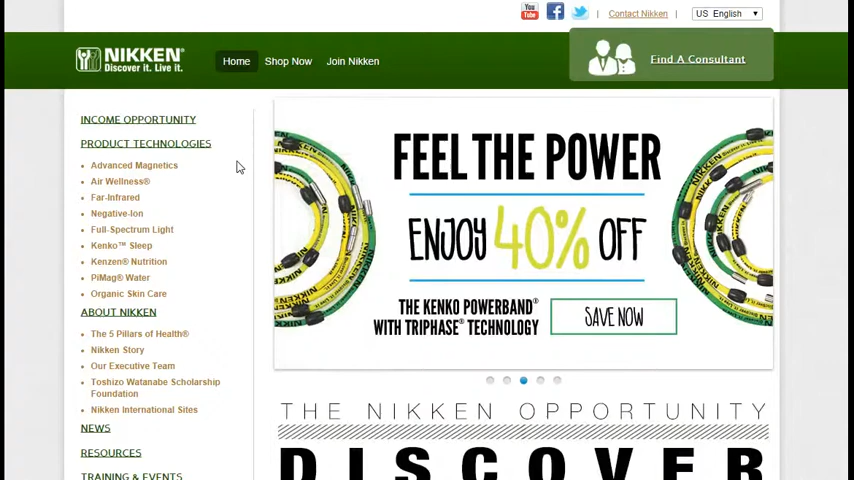 You
Tube
Contact Nikken
US English
NIKKEN®
Discover it. Live it.
Home
Shop Now
Join Nikken
Find A Consultant
INCOME OPPORTUNITY
PRODUCT TECHNOLOGIES
Advanced Magnetics
Air Wellness®
Far-Infrared
Negative-Ion
Full-Spectrum Light
Kenko™ Sleep
Kenzen® Nutrition
PiMag® Water
Organic Skin Care
ABOUT NIKKEN
The 5 Pillars of Health®
Nikken Story
Our Executive Team
Toshizo Watanabe Scholarship
Foundation
Nikken International Sites
NEWS
RESOURCES
TRAINING & EVENTS
FEEL THE POWER
ENJOY 40% OFF
THE KENKO POWERBAND®
WITH TRIPHASE® TECHNOLOGY
SAVE NOW
THE NIKKEN OPPORTUNITY
DISCOVER